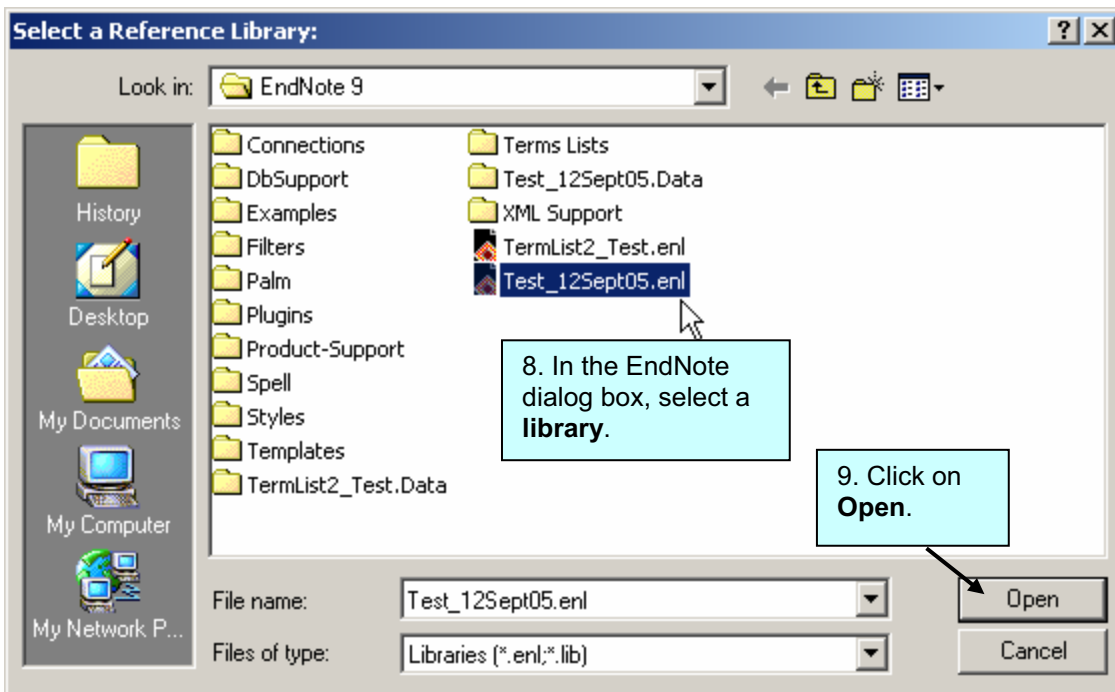 Select a Reference Library:
? X
Look in: EndNote 9
History
Desktop
My Documents
My Computer
My Network P...
Connections
DbSupport
Examples
Filters
Palm
Plugins
Product-Support
Spell
Styles
Templates
TermList2_Test.Data
Terms Lists
Test_12Sept05.Data
XML Support
TermList2_Test.enl
Test_12Sept05.enl
8. In the EndNote
dialog box, select a
library.
9. Click on
Open.
File name: Test_12Sept05.enl Open
Files of type: Libraries (*.enl;*.lib) Cancel